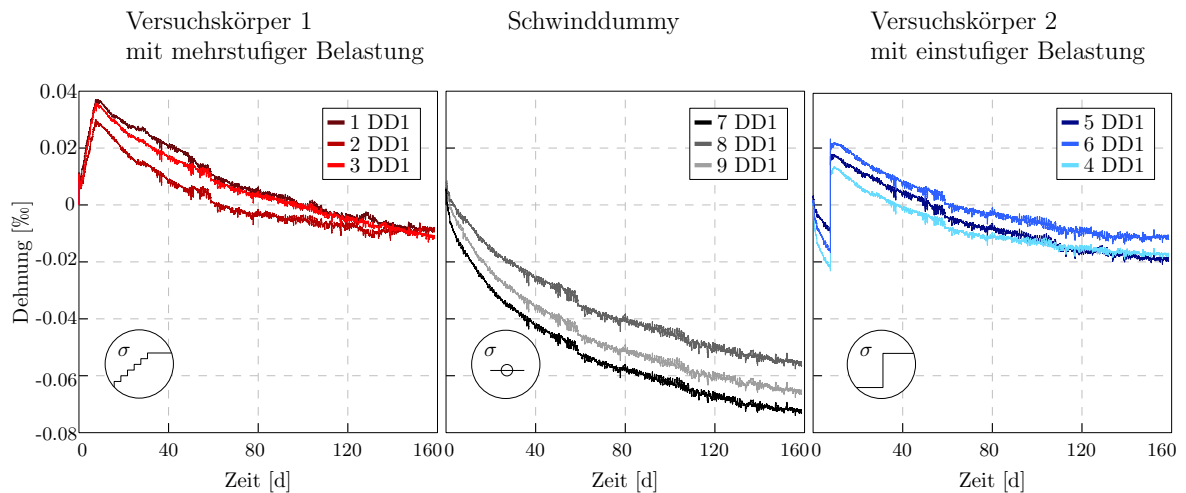 Versuchskörper 1
mit mehrstufiger Belastung
Schwinddummy
Versuchskörper 2
mit einstufiger Belastung
Dehnung [‰]
0.04
0.02
0
-0.02
-0.04
-0.06
-0.08
1 DD1
2 DD1
3 DD1
σ
0 40 80 120 160
Zeit [d]
7 DD1
8 DD1
9 DD1
σ
0 40 80 120 160
Zeit [d]
5 DD1
6 DD1
4 DD1
σ
0 40 80 120 160
Zeit [d]